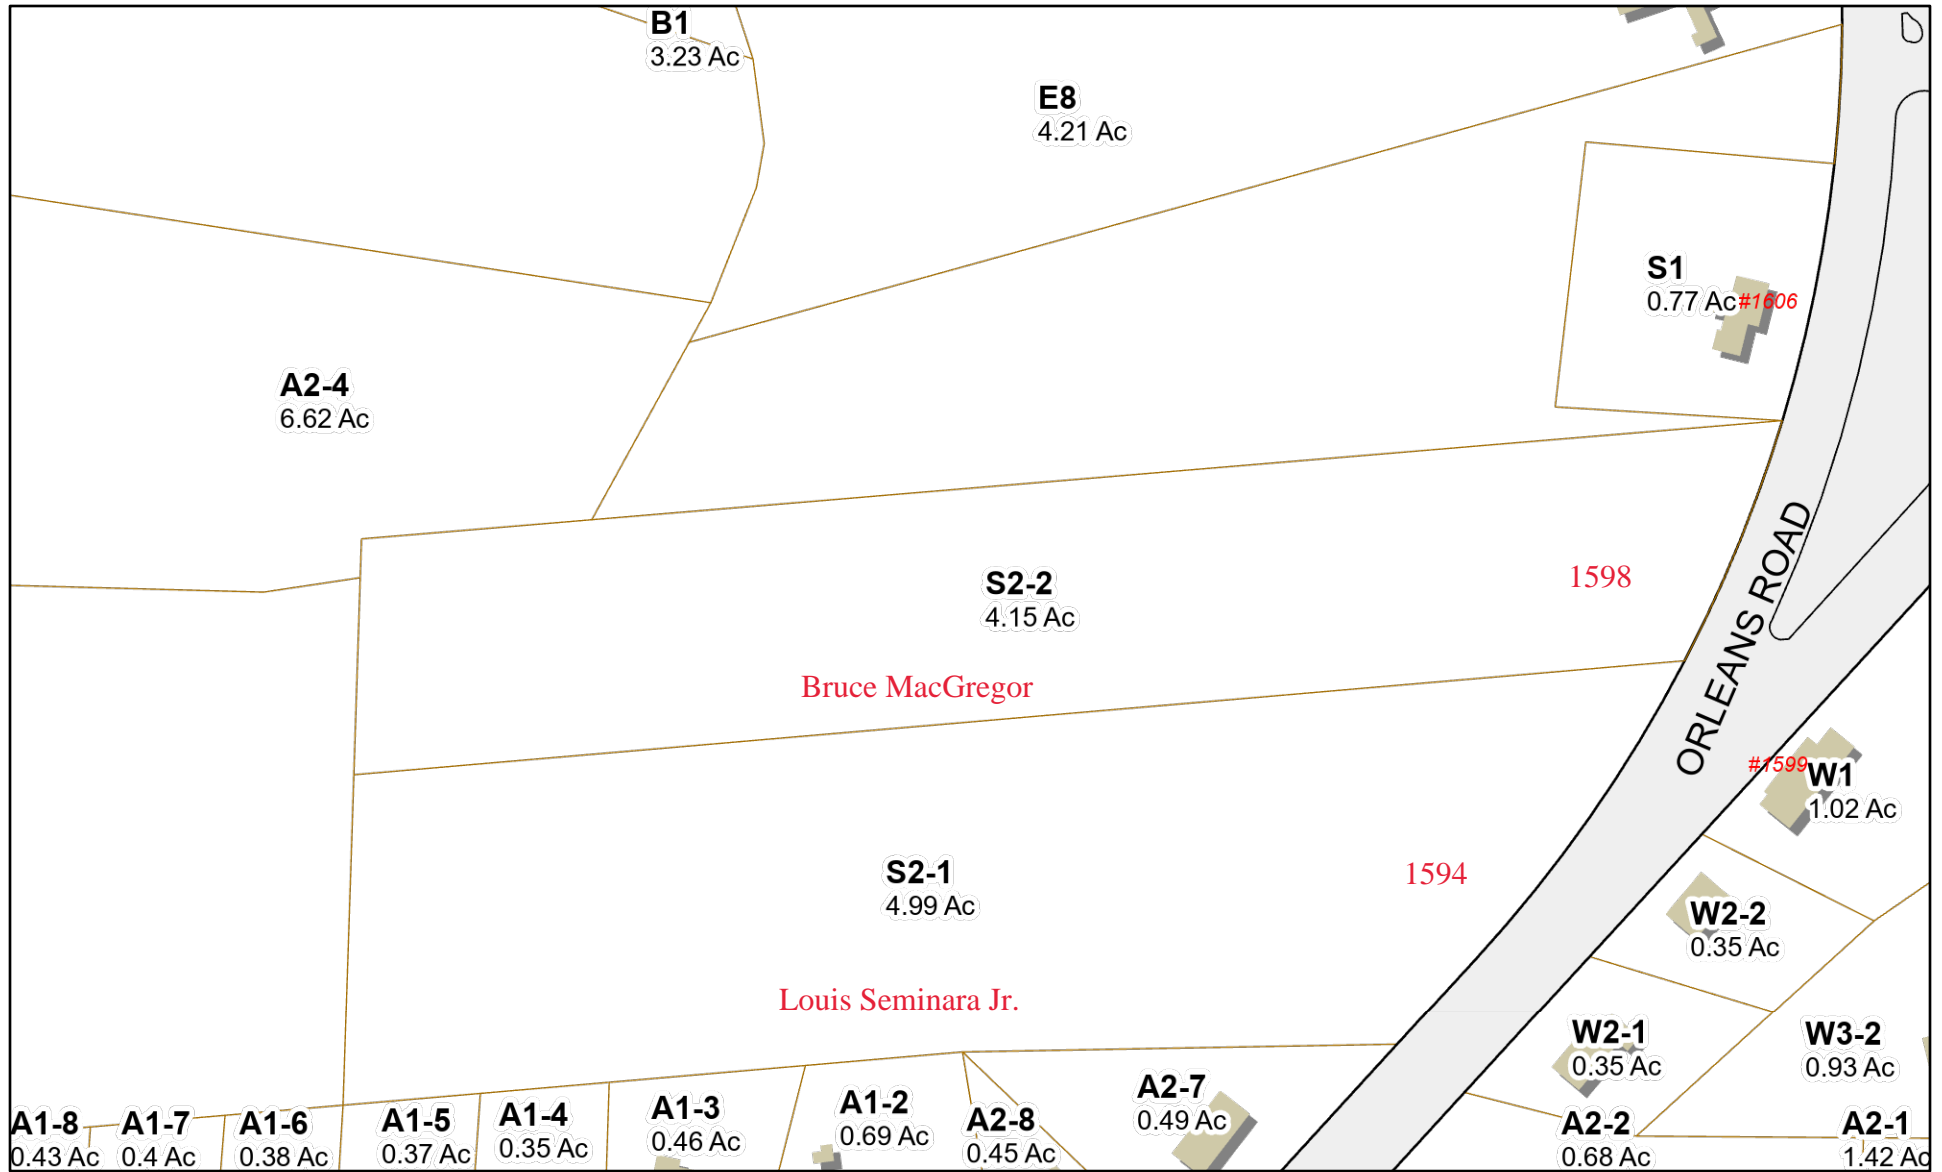 B1
3.23 Ac
E8
4.21 Ac
S1
0.77 Ac
#1606
A2-4
6.62 Ac
S2-2
4.15 Ac
1598
ORLEANS ROAD
Bruce MacGregor
#1599
W1
1.02 Ac
S2-1
4.99 Ac
1594
W2-2
0.35 Ac
Louis Seminara Jr.
W2-1
0.35 Ac
W3-2
0.93 Ac
A1-8
0.43 Ac
A1-7
0.4 Ac
A1-6
0.38 Ac
A1-5
0.37 Ac
A1-4
0.35 Ac
A1-3
0.46 Ac
A1-2
0.69 Ac
A2-8
0.45 Ac
A2-7
0.49 Ac
A2-2
0.68 Ac
A2-1
1.42 Ac